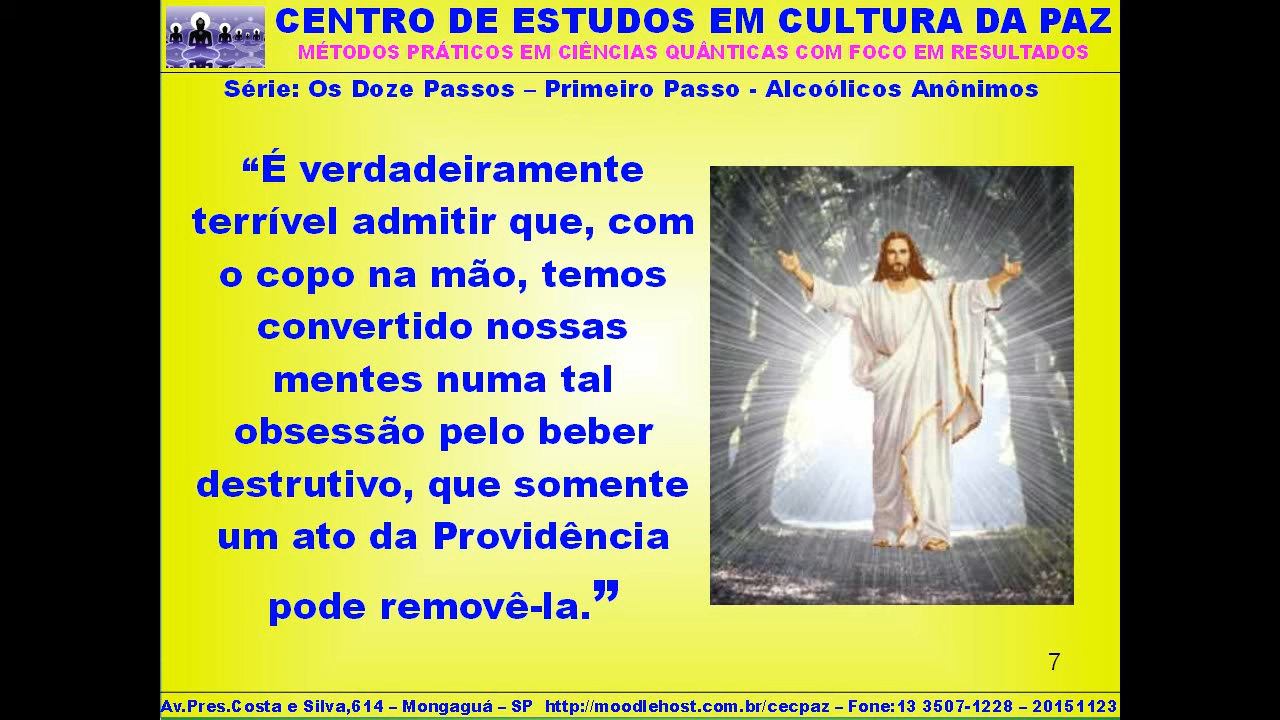 CENTRO DE ESTUDOS EM CULTURA DA PAZ
MÉTODOS PRÁTICOS EM CIÊNCIAS QUÂNTICAS COM FOCO EM RESULTADOS
Série: Os Doze Passos – Primeiro Passo - Alcoólicos Anônimos
“É verdadeiramente
terrível admitir que, com
o copo na mão, temos
convertido nossas
mentes numa tal
obsessão pelo beber
destrutivo, que somente
um ato da Providência
pode removê-la.”
7
Av.Pres.Costa e Silva,614 – Mongaguá – SP http://moodlehost.com.br/cecpaz – Fone:13 3507-1228 – 20151123